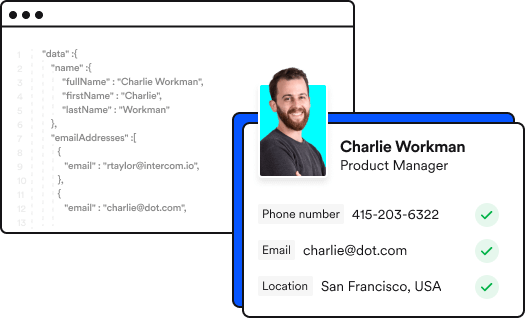 1 "data" :{
2 "name" :{
3 "fullName" : "Charlie Workman",
4 "firstName" : "Charlie",
5 "lastName" : "Workman"
6 },
7 "emailAddresses" :[
8 {
9 "email" : "rtaylor@intercom.io",
10 },
11 {
12 "email" : "charlie@dot.com",
13
Charlie Workman
Product Manager
Phone number 415-203-6322
Email charlie@dot.com
Location San Francisco, USA